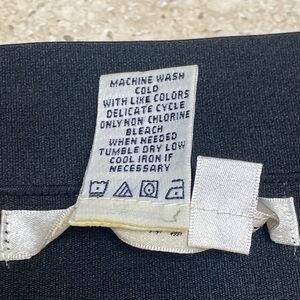 MACHINE WASH
COLD
WITH LIKE COLORS
DELICATE CYCLE
ONLY NON CHLORINE
BLEACH
WHEN NEEDED
TUMBLE DRY LOW
COOL IRON IF
NECESSARY